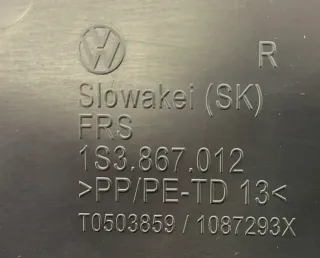 R
Slowakei (SK)
FRS
1S3.867.012
>PP/PE-TD 13<
T0503859 / 1087293X